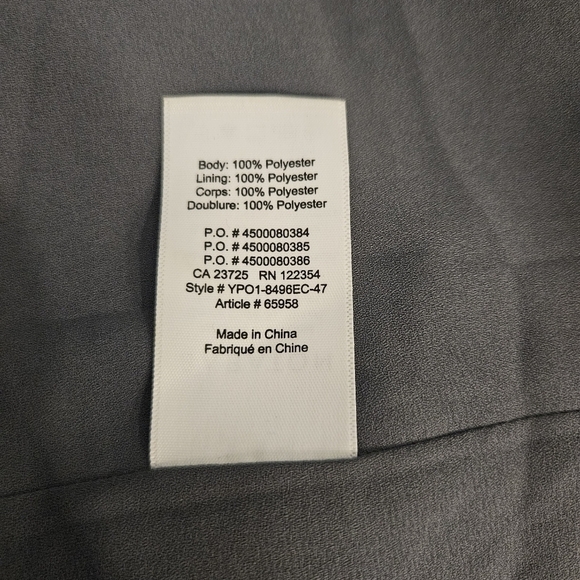 Body: 100% Polyester
Lining: 100% Polyester
Corps: 100% Polyester
Doublure: 100% Polyester
P.O. # 4500080384
P.O. # 4500080385
P.O. # 4500080386
CA 23725 RN 122354
Style # YPO1-8496EC-47
Article # 65958
Made in China
Fabriqué en Chine